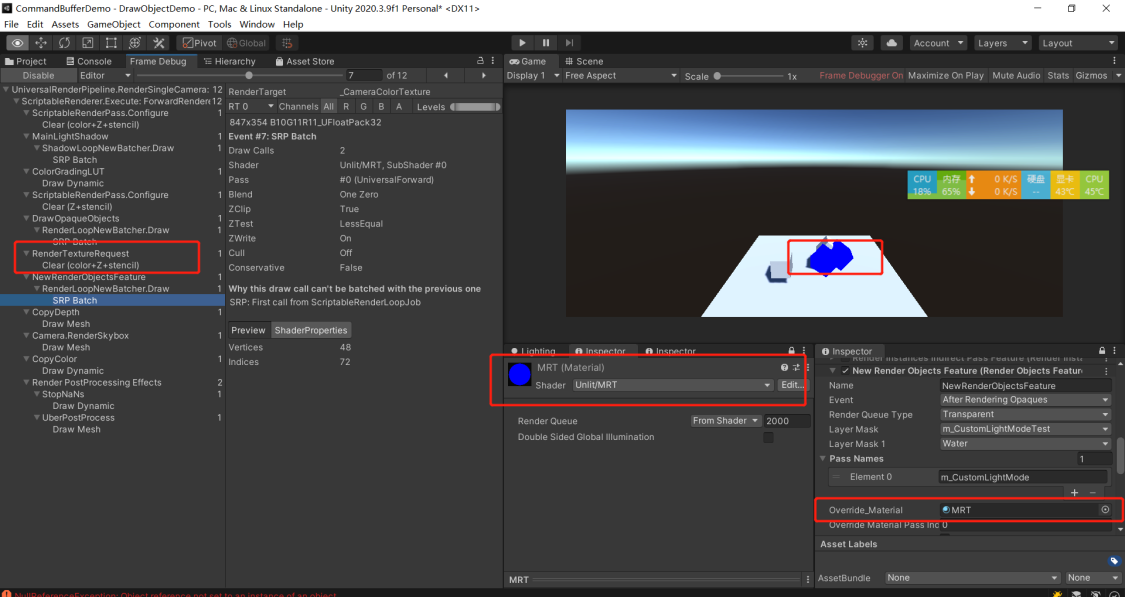 CommandBufferDemo - DrawObjectDemo - PC, Mac & Linux Standalone - Unity 2020.3.9f1 Personal* <DX11>
File Edit Assets GameObject Component Tools Window Help
Pivot Global Account Layers Layout
Project Console Frame Debug Hierarchy Asset Store
Disable Editor 7 of 12
UniversalRenderPipeline.RenderSingleCamera: 12
ScriptableRenderer.Execute: ForwardRendere 12
ScriptableRenderPass.Configure 1
Clear (color+Z+stencil)
MainLightShadow 1
ShadowLoopNewBatcher.Draw 1
SRP Batch
ColorGradingLUT 1
Draw Dynamic
ScriptableRenderPass.Configure 1
Clear (Z+stencil)
DrawOpaqueObjects 1
RenderLoopNewBatcher.Draw 1
SRP Batch
RenderTextureRequest 1
Clear (color+Z+stencil)
NewRenderObjectsFeature 1
RenderLoopNewBatcher.Draw 1
SRP Batch
CopyDepth 1
Draw Mesh
Camera.RenderSkybox 1
Draw Mesh
CopyColor 1
Draw Dynamic
Render PostProcessing Effects 2
StopNaNs 1
Draw Dynamic
UberPostProcess 1
Draw Mesh
RenderTarget _CameraColorTexture
RT 0 Channels All R G B A Levels
847x354 B10G11R11_UFloatPack32
Event #7: SRP Batch
Draw Calls 2
Shader Unlit/MRT, SubShader #0
Pass #0 (UniversalForward)
Blend One Zero
ZClip True
ZTest LessEqual
ZWrite On
Cull Off
Conservative False
Why this draw call can't be batched with the previous one
SRP: First call from ScriptableRenderLoopJob
Preview ShaderProperties
Vertices 48
Indices 72
Game Scene
Display 1 Free Aspect Scale 1x Frame Debugger On Maximize On Play Mute Audio Stats Gizmos
CPU 内存 0 K/S 硬盘 显卡 CPU
18% 65% 0 K/S -- 43℃ 45℃
Lighting Inspector Inspector
MRT (Material)
Shader Unlit/MRT Edit...
Render Queue From Shader 2000
Double Sided Global Illumination
MRT
Inspector
Render Instances Indirect Pass Feature (Render Inst
New Render Objects Feature (Render Objects Featur
Name NewRenderObjectsFeature
Event After Rendering Opaques
Render Queue Type Transparent
Layer Mask m_CustomLightModeTest
Layer Mask 1 Water
Pass Names 1
Element 0 m_CustomLightMode
+ −
Override_Material MRT
Override Material Pass Ind 0
Asset Labels
AssetBundle None None
NullReferenceException: Object reference not set to an instance of an object